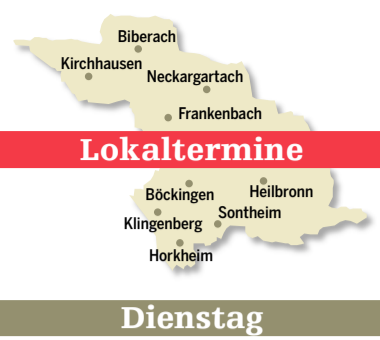 Biberach
Kirchhausen
Neckargartach
Frankenbach
Lokaltermine
Böckingen
Heilbronn
Sontheim
Klingenberg
Horkheim
Dienstag